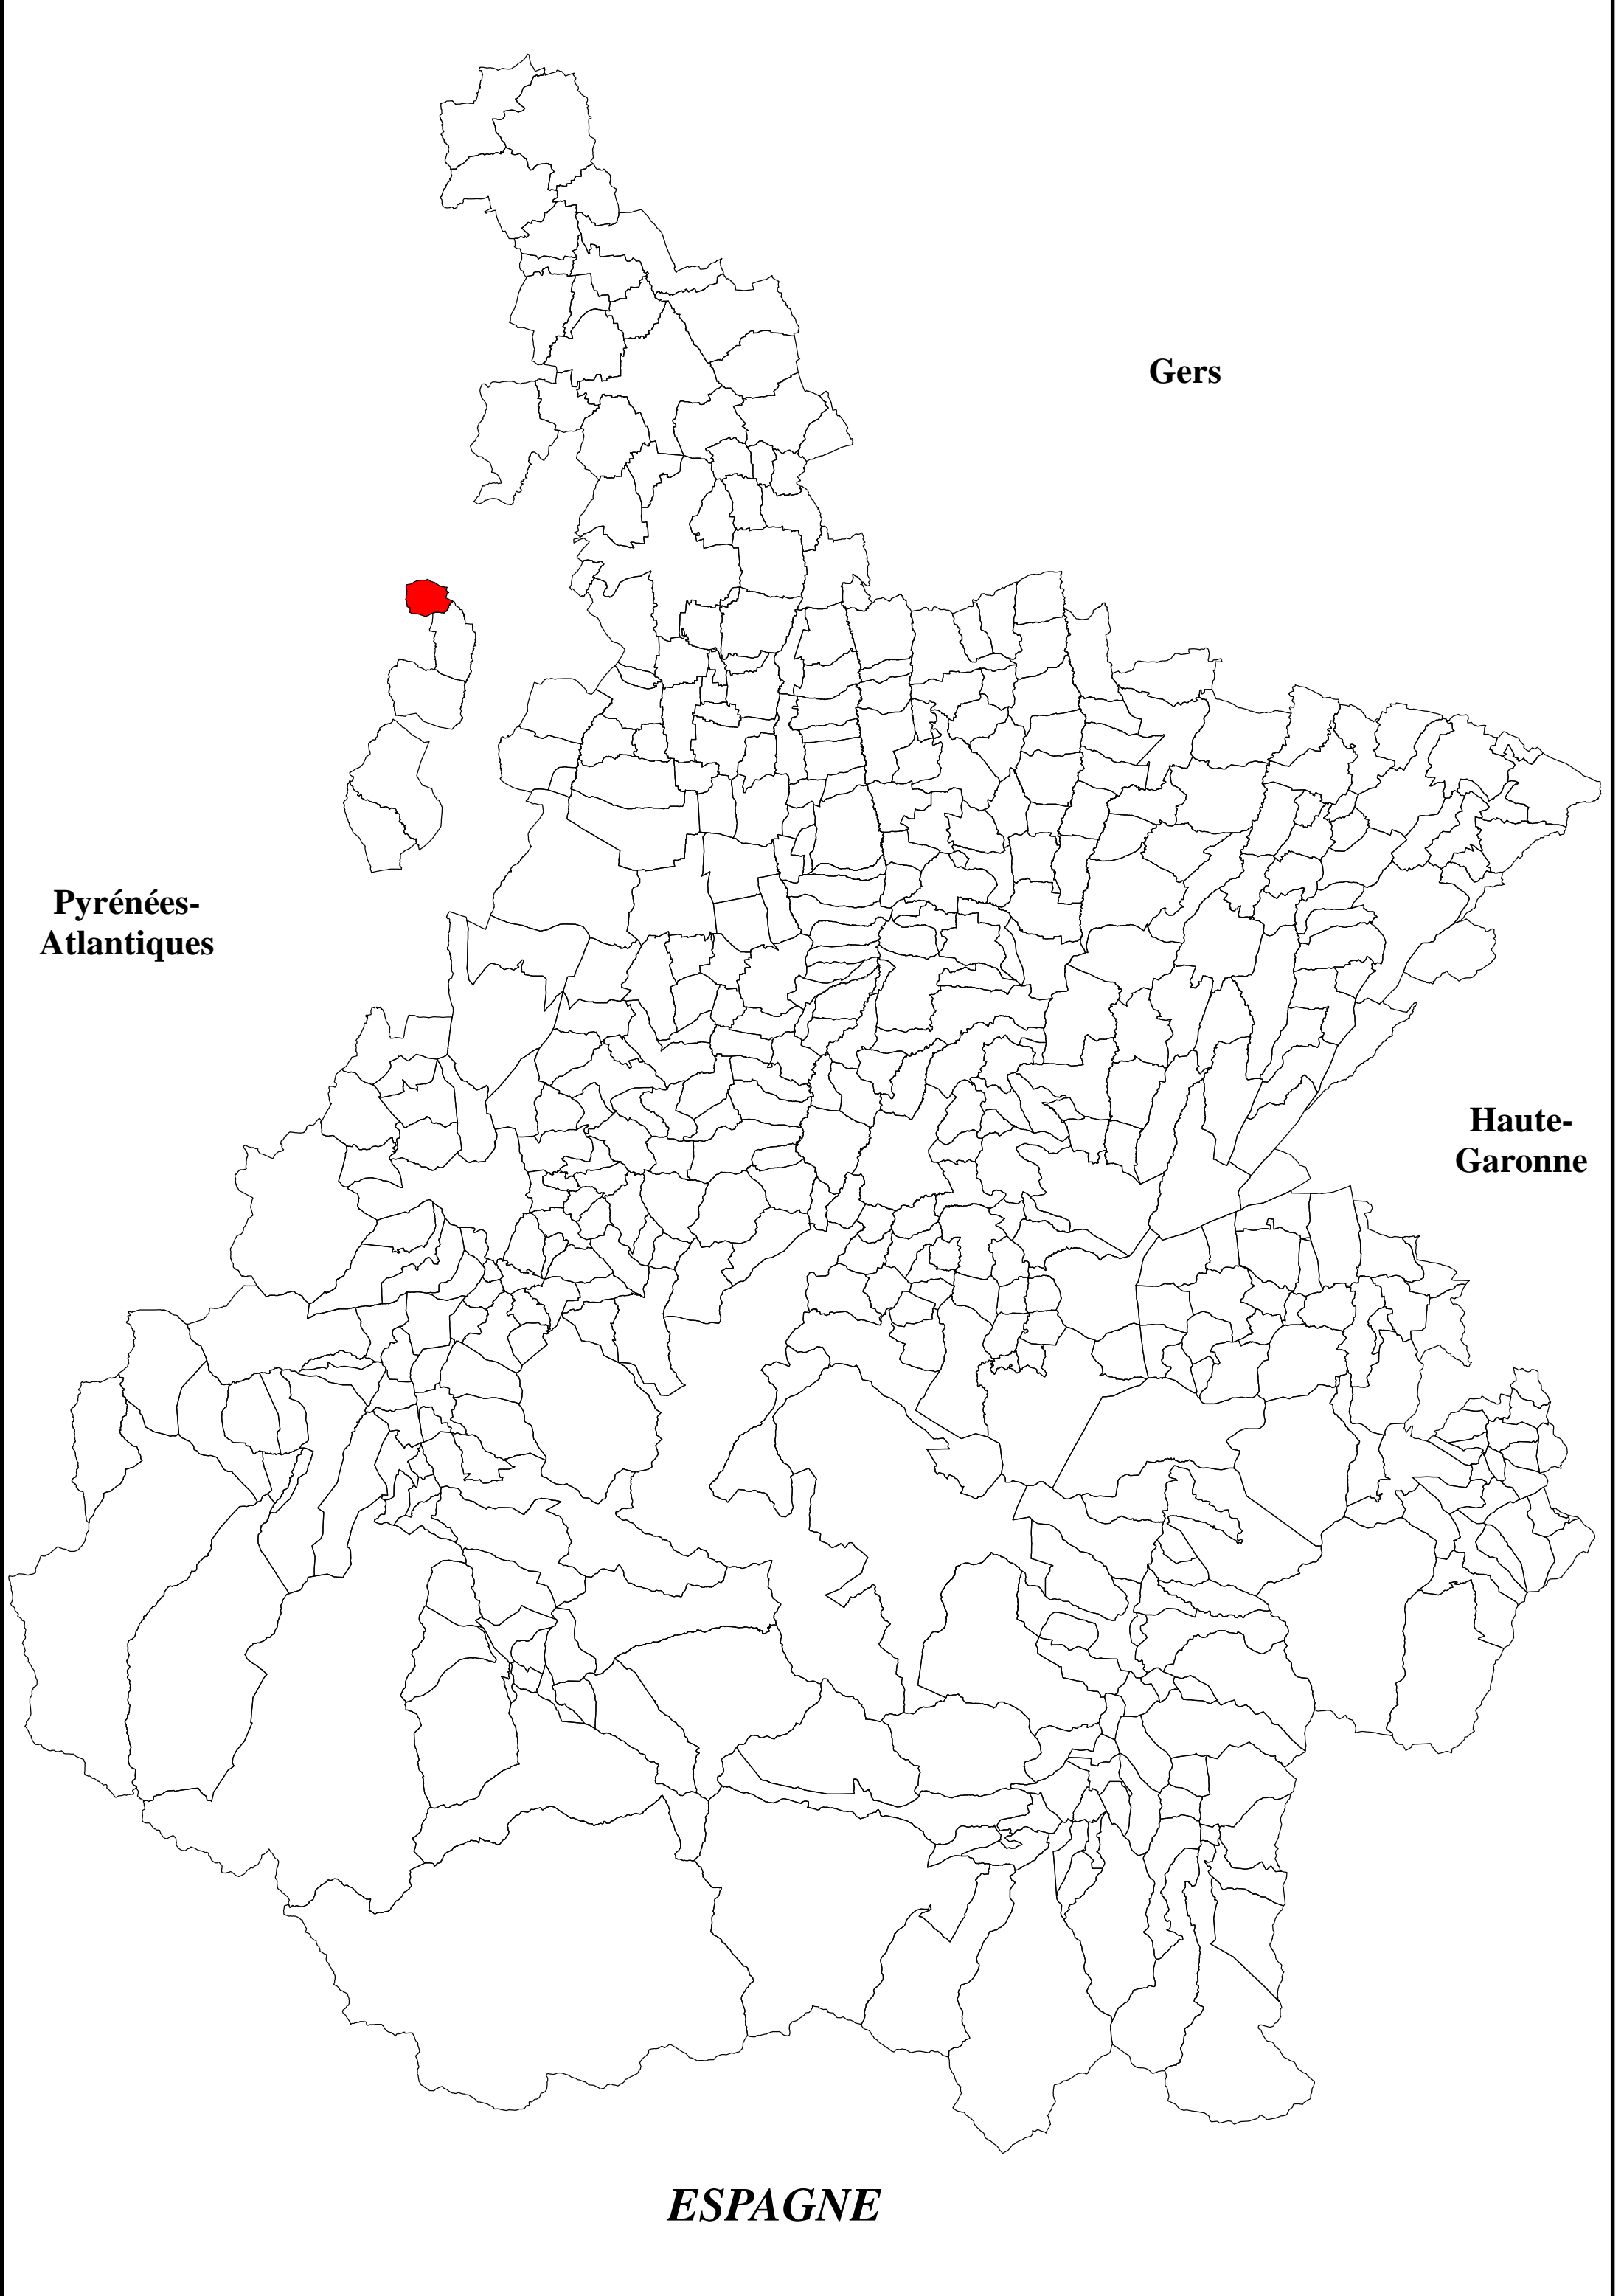 Gers
Pyrénées-
Atlantiques
Haute-
Garonne
ESPAGNE